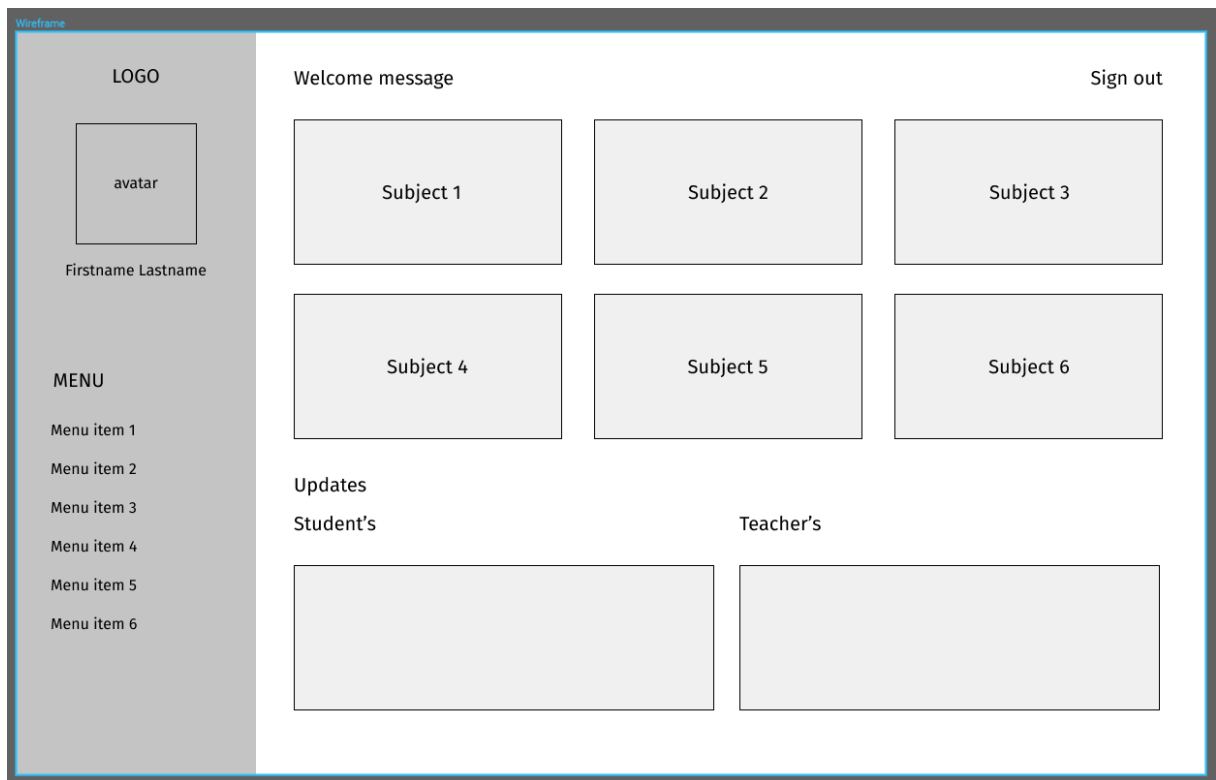 Wireframe
LOGO
avatar
Firstname Lastname
MENU
Menu item 1
Menu item 2
Menu item 3
Menu item 4
Menu item 5
Menu item 6
Welcome message
Sign out
Subject 1
Subject 2
Subject 3
Subject 4
Subject 5
Subject 6
Updates
Student’s
Teacher’s